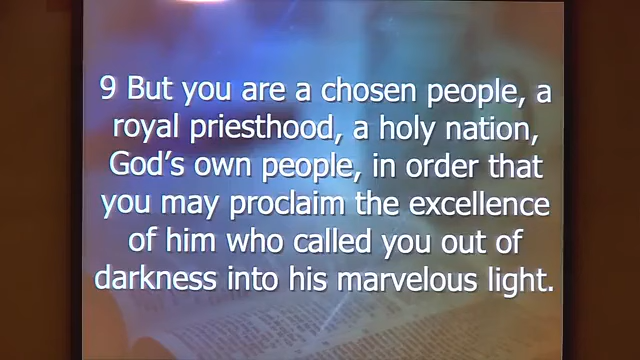 9 But you are a chosen people, a
royal priesthood, a holy nation,
God's own people, in order that
you may proclaim the excellence
of him who called you out of
darkness into his marvelous light.